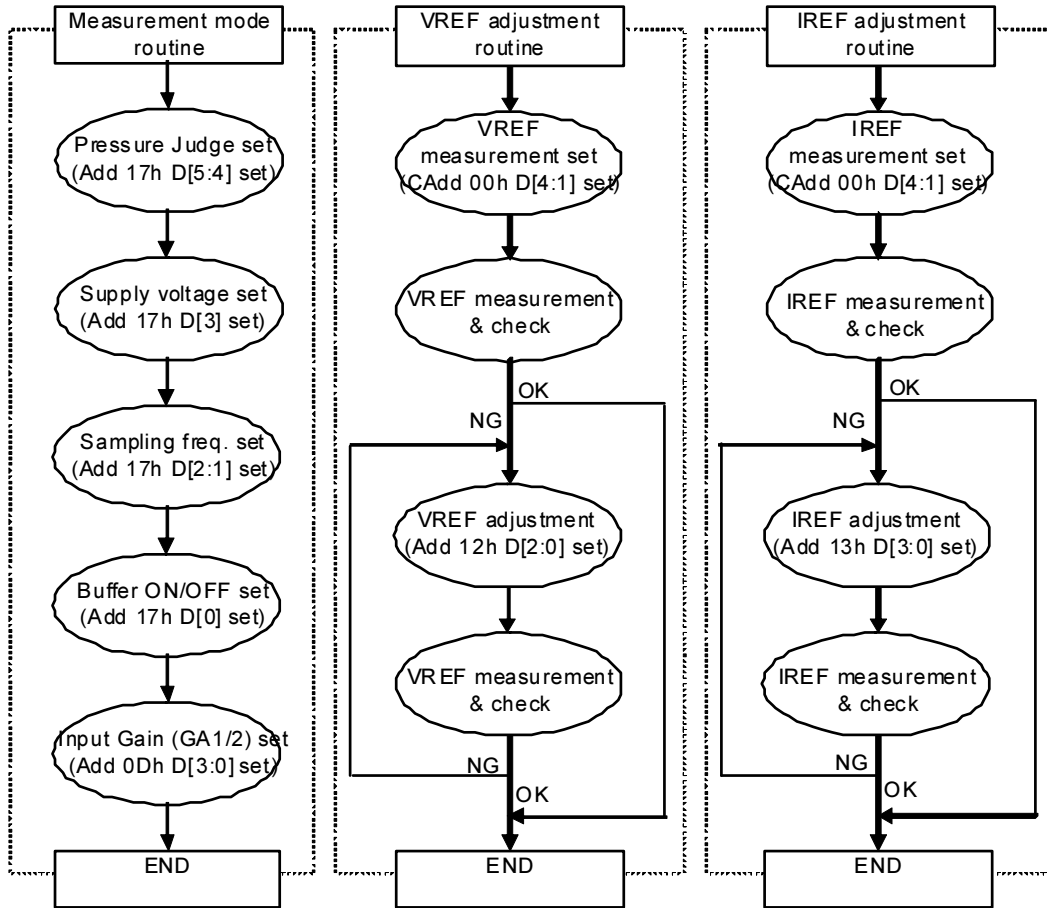 Measurement mode
routine
Pressure Judge set
(Add 17h D[5:4] set)
Supply voltage set
(Add 17h D[3] set)
Sampling freq. set
(Add 17h D[2:1] set)
Buffer ON/OFF set
(Add 17h D[0] set)
Input Gain (GA1/2) set
(Add 0Dh D[3:0] set)
END
VREF adjustment
routine
VREF
measurement set
(CAdd 00h D[4:1] set)
VREF measurement
& check
OK
NG
VREF adjustment
(Add 12h D[2:0] set)
VREF measurement
& check
NG
OK
END
IREF adjustment
routine
IREF
measurement set
(CAdd 00h D[4:1] set)
IREF measurement
& check
OK
NG
IREF adjustment
(Add 13h D[3:0] set)
IREF measurement
& check
NG
OK
END